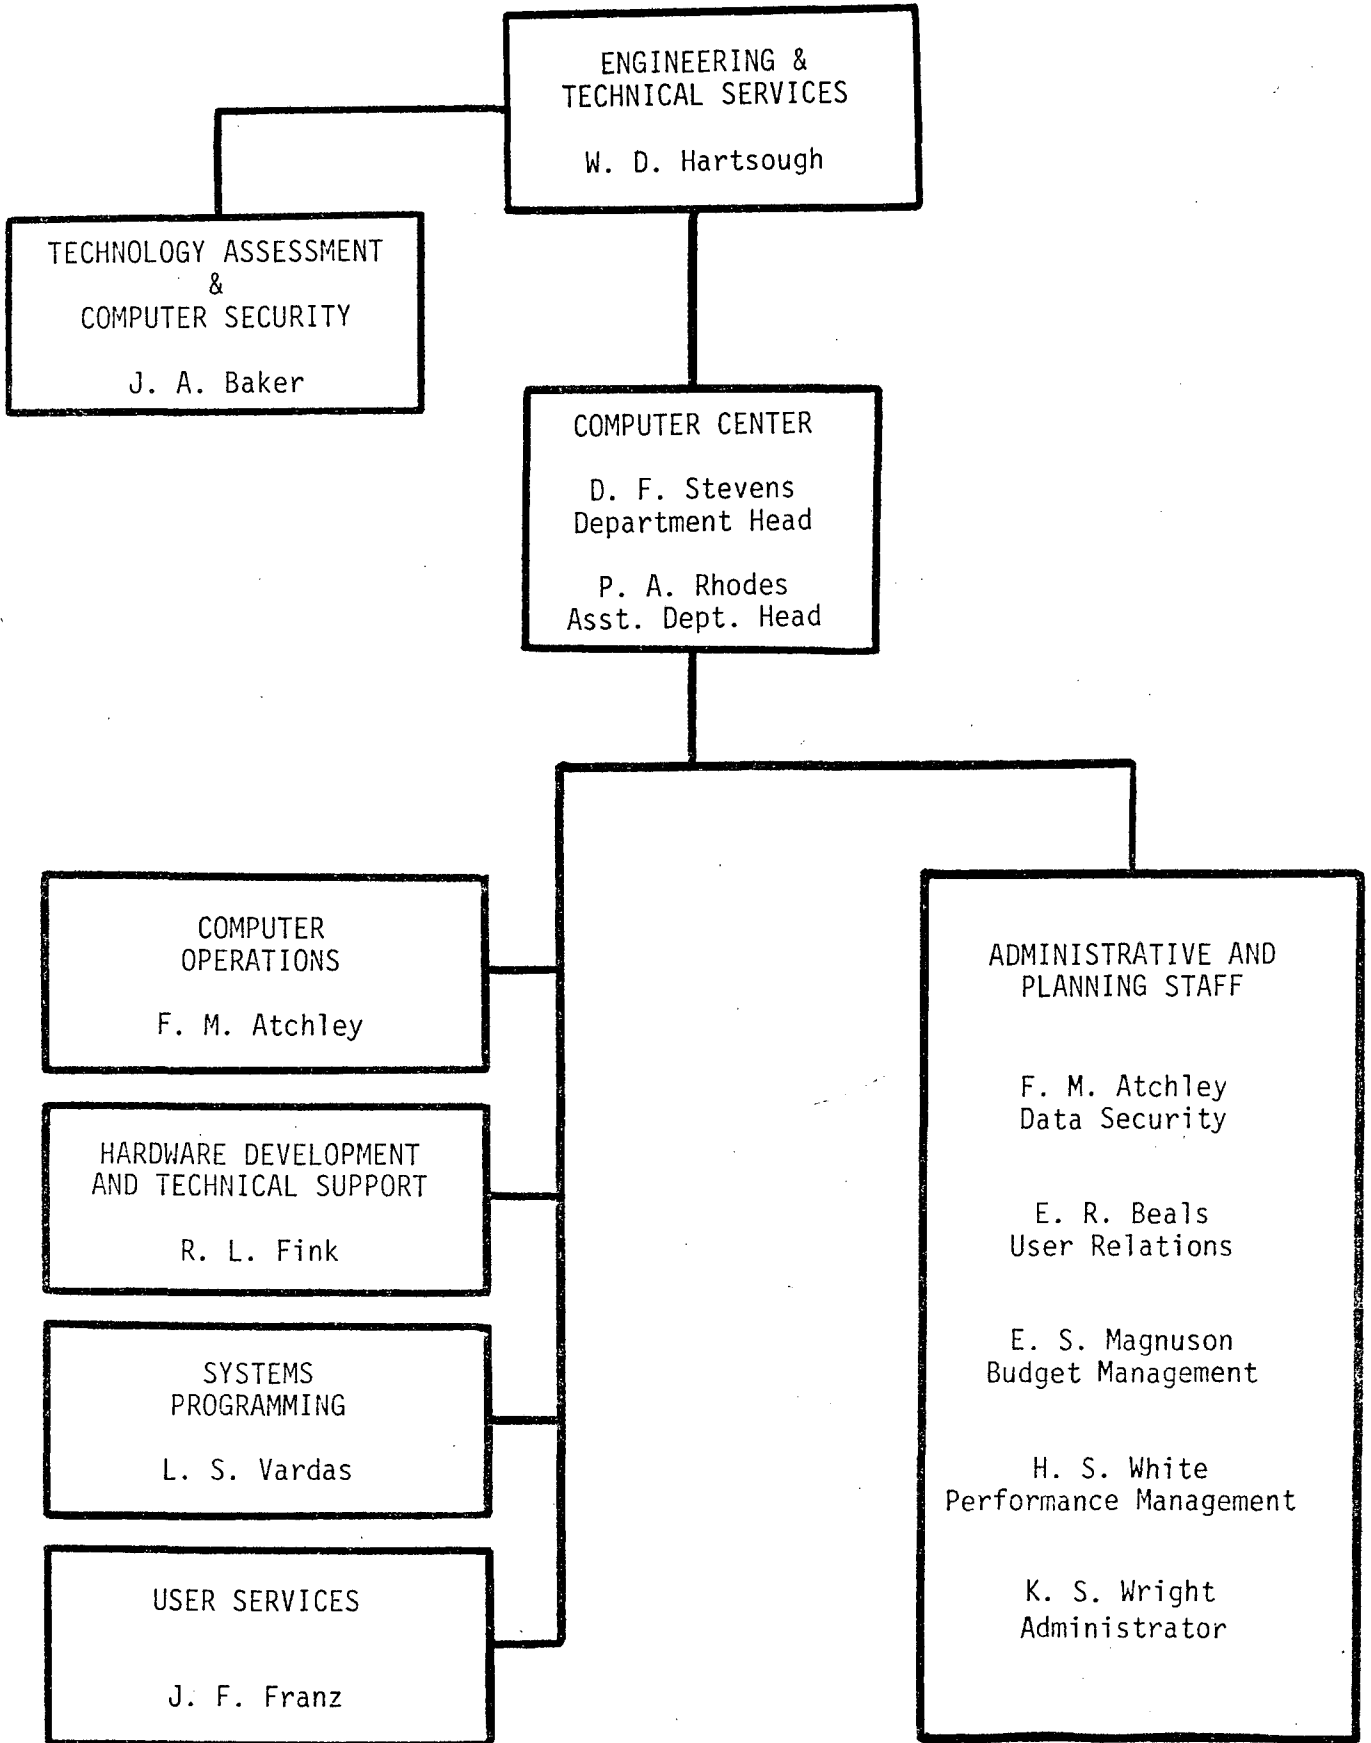 ENGINEERING &
TECHNICAL SERVICES
W. D. Hartsough
TECHNOLOGY ASSESSMENT
&
COMPUTER SECURITY
J. A. Baker
COMPUTER CENTER
D. F. Stevens
Department Head
P. A. Rhodes
Asst. Dept. Head
COMPUTER
OPERATIONS
F. M. Atchley
HARDWARE DEVELOPMENT
AND TECHNICAL SUPPORT
R. L. Fink
SYSTEMS
PROGRAMMING
L. S. Vardas
USER SERVICES
J. F. Franz
ADMINISTRATIVE AND
PLANNING STAFF
F. M. Atchley
Data Security
E. R. Beals
User Relations
E. S. Magnuson
Budget Management
H. S. White
Performance Management
K. S. Wright
Administrator